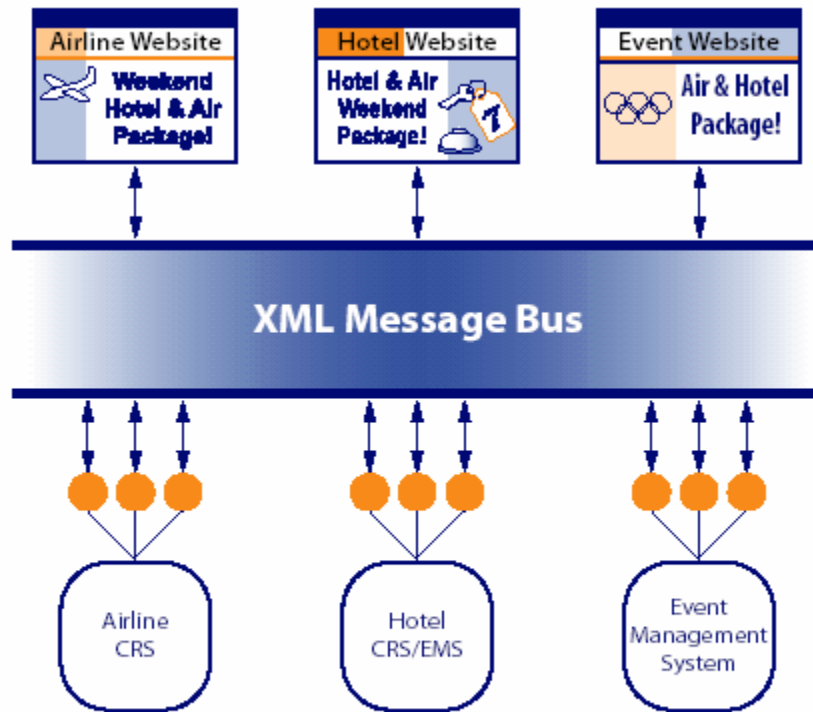 Airline Website
Weekend
Hotel & Air
Package!
Hotel Website
Hotel & Air
Weekend
Package!
7
Event Website
Air & Hotel
Package!
XML Message Bus
Airline
CRS
Hotel
CRS/EMS
Event
Management
System